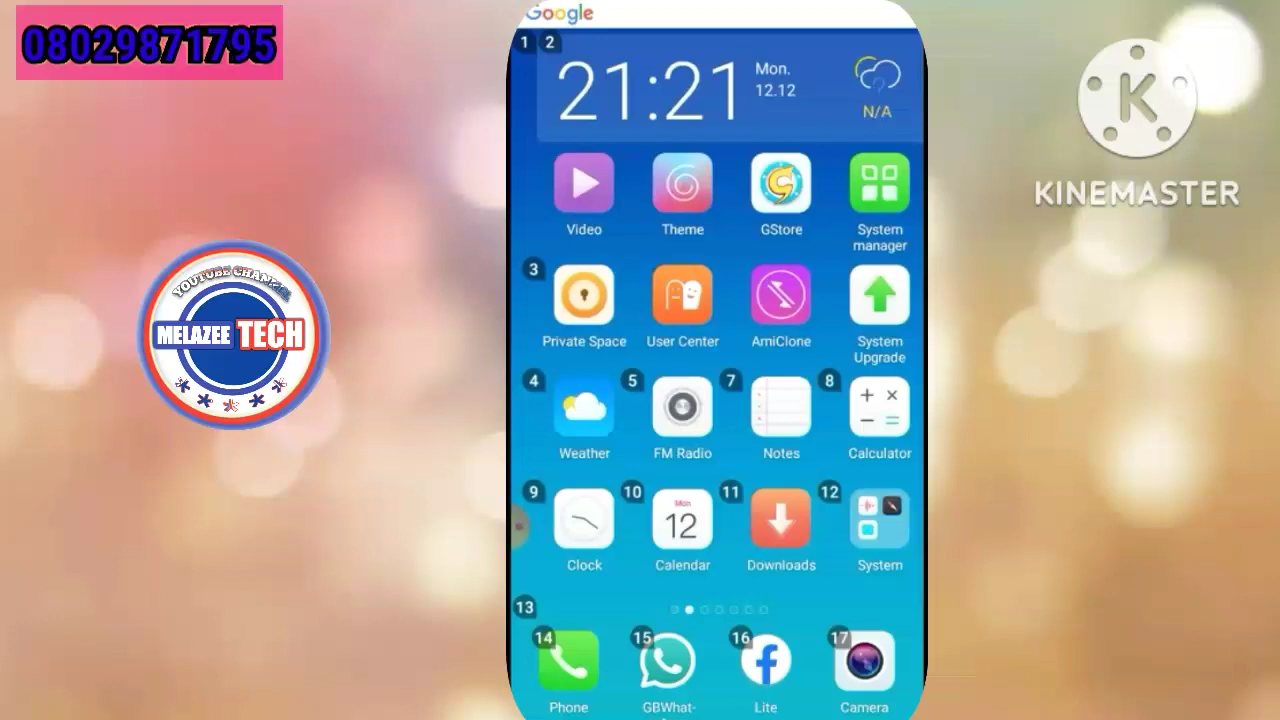 08029871795
Google
1 2
21:21
Mon.
12.12
N/A
K
KINEMASTER
Video
Theme
GStore
System
manager
YOUTUBE CHANNEL
MELAZEE TECH
3
Private Space
User Center
AmiClone
System
Upgrade
4 5 7 8
Weather
FM Radio
Notes
Calculator
9 10 11 12
Mon
12
Clock
Calendar
Downloads
System
13
14 15 16 17
Phone
GBWhat-
Lite
Camera